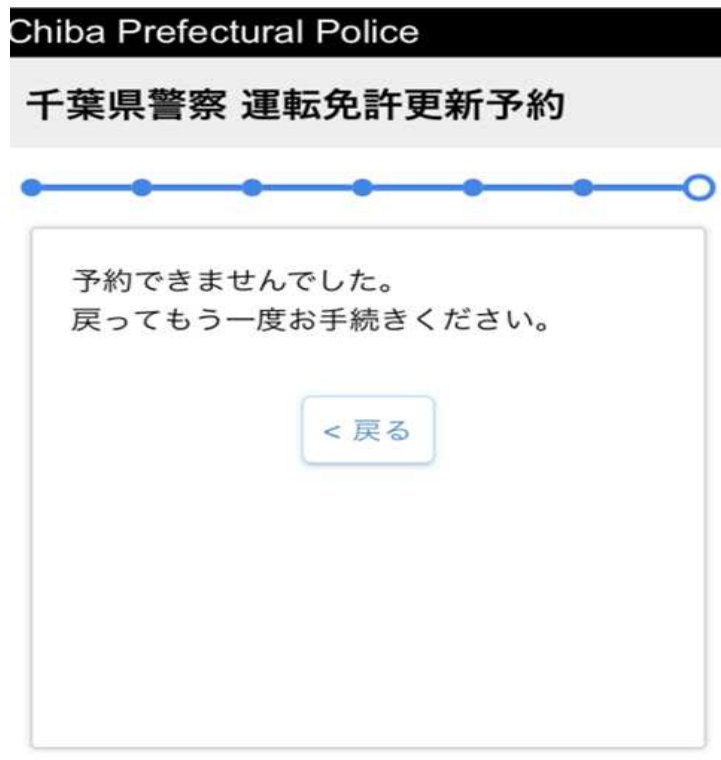 Chiba Prefectural Police
千葉県警察 運転免許更新予約
予約できませんでした。
戻ってもう一度お手続きください。
< 戻る